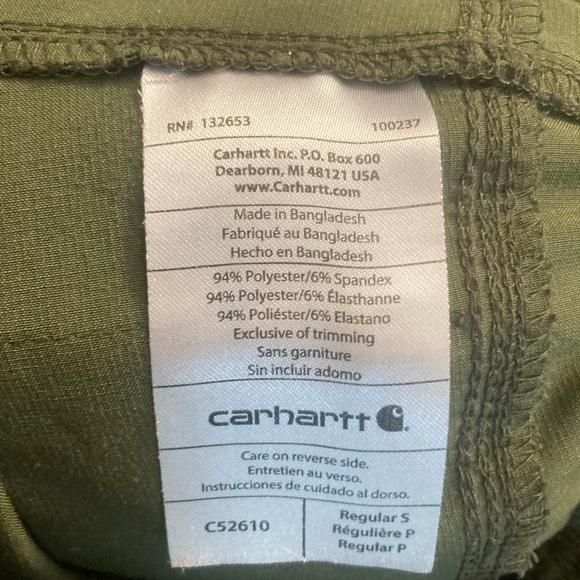 RN# 132653 100237
Carhartt Inc. P.O. Box 600
Dearborn, MI 48121 USA
www.Carhartt.com
Made in Bangladesh
Fabriqué au Bangladesh
Hecho en Bangladesh
94% Polyester/6% Spandex
94% Polyester/6% Élasthanne
94% Poliéster/6% Elastano
Exclusive of trimming
Sans garniture
Sin incluir adorno
carhartt
Care on reverse side.
Entretien au verso.
Instrucciones de cuidado al dorso.
C52610
Regular S
Régulière P
Regular P